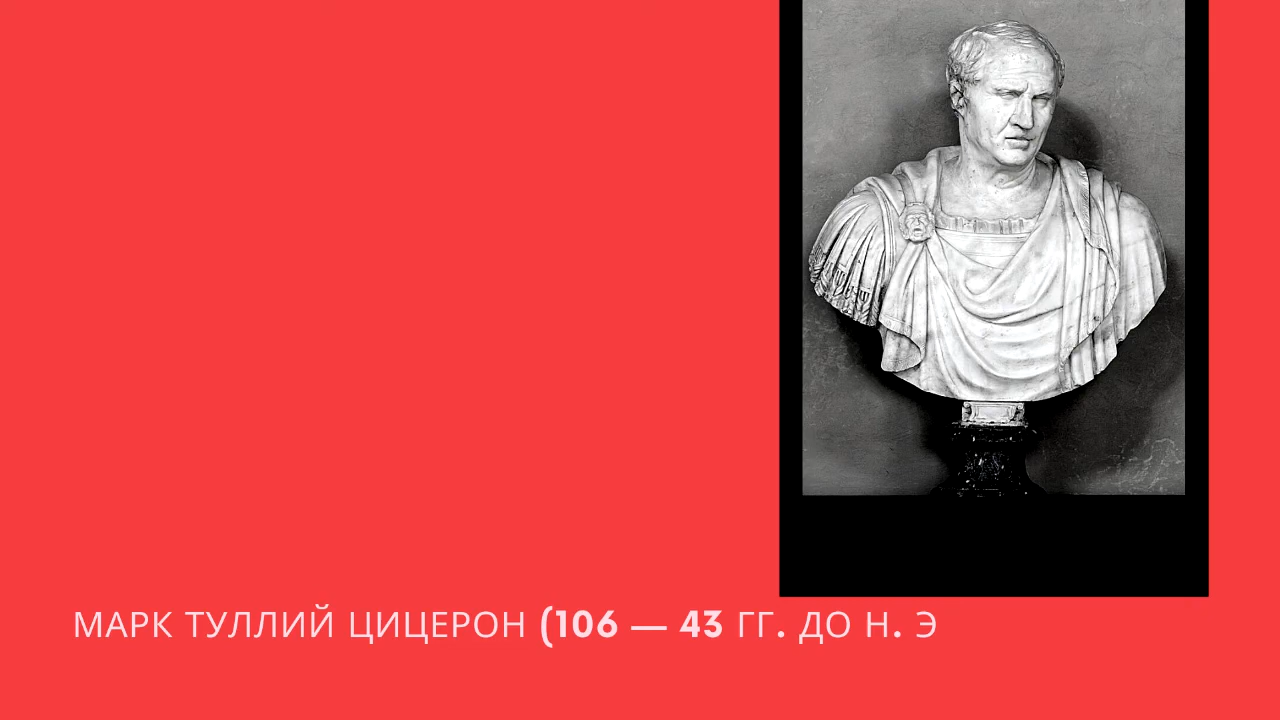 МАРК ТУЛЛИЙ ЦИЦЕРОН (106 — 43 ГГ. ДО Н. Э